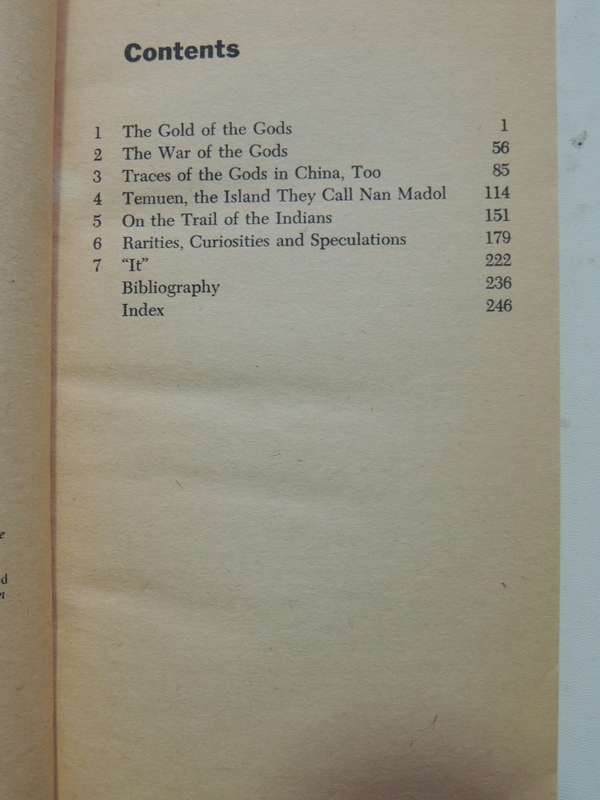 Contents
1 The Gold of the Gods 1
2 The War of the Gods 56
3 Traces of the Gods in China, Too 85
4 Temuen, the Island They Call Nan Madol 114
5 On the Trail of the Indians 151
6 Rarities, Curiosities and Speculations 179
7 “It” 222
Bibliography 236
Index 246